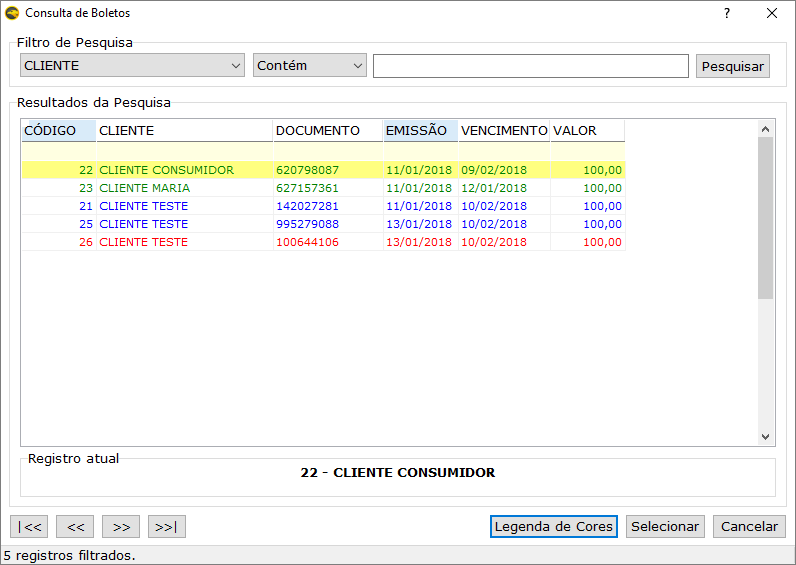 Consulta de Boletos
?
Filtro de Pesquisa
CLIENTE Contém Pesquisar
Resultados da Pesquisa
CÓDIGO CLIENTE DOCUMENTO EMISSÃO VENCIMENTO VALOR
22 CLIENTE CONSUMIDOR 620798087 11/01/2018 09/02/2018 100,00
23 CLIENTE MARIA 627157361 11/01/2018 12/01/2018 100,00
21 CLIENTE TESTE 142027281 11/01/2018 10/02/2018 100,00
25 CLIENTE TESTE 995279088 13/01/2018 10/02/2018 100,00
26 CLIENTE TESTE 100644106 13/01/2018 10/02/2018 100,00
Registro atual
22 - CLIENTE CONSUMIDOR
|<< << >> >>| Legenda de Cores Selecionar Cancelar
5 registros filtrados.